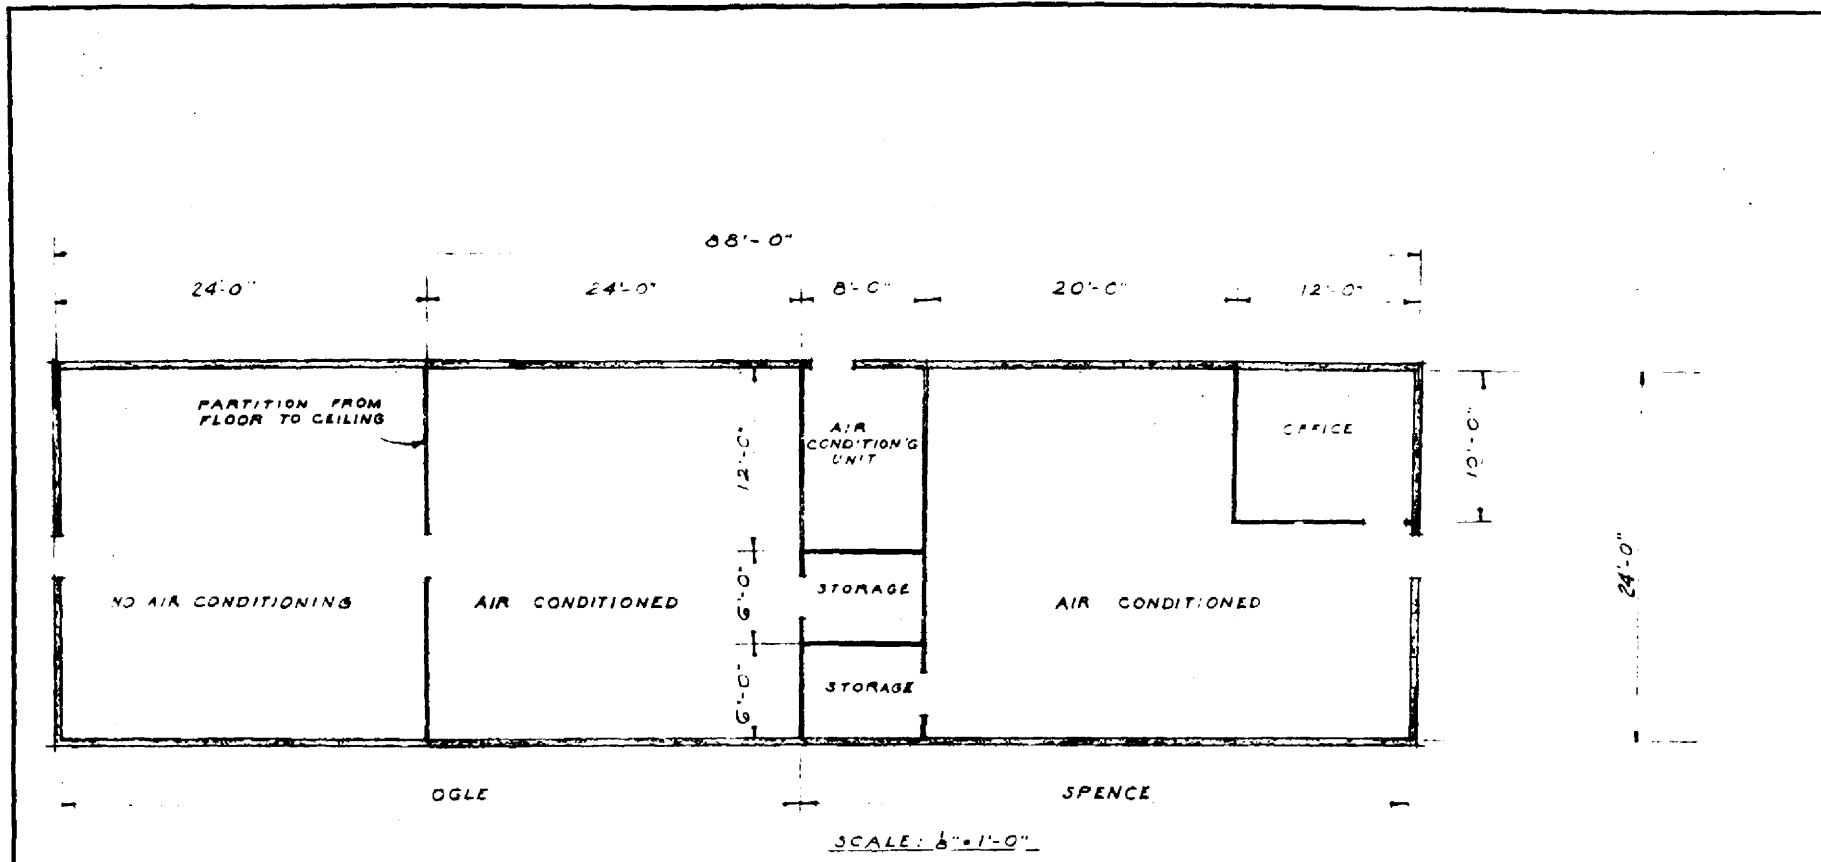 88'-0"
24'-0"
24'-0"
8'-0"
20'-0"
12'-0"
PARTITION FROM
FLOOR TO CEILING
AIR
CONDITION'G
UNIT
OFFICE
12'-0"
10'-0"
24'-0"
NO AIR CONDITIONING
AIR CONDITIONED
6'-0"
STORAGE
AIR CONDITIONED
6'-0"
STORAGE
OGLE
SPENCE
SCALE: 1/8"=1'-0"